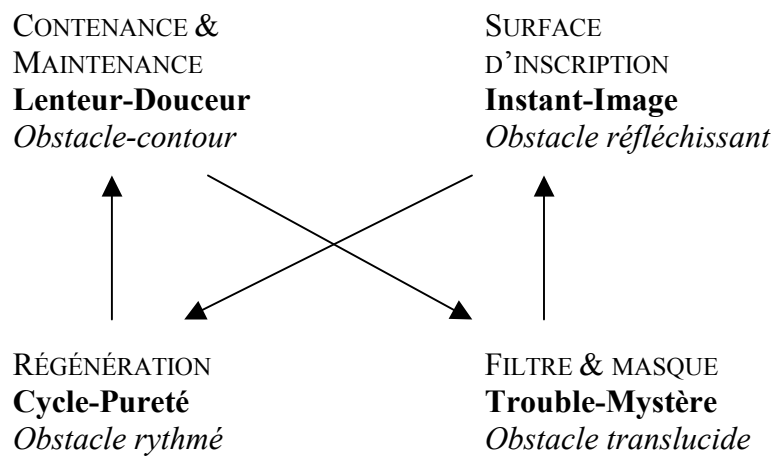 CONTENANCE &
MAINTENANCE
Lenteur-Douceur
Obstacle-contour
SURFACE
D’INSCRIPTION
Instant-Image
Obstacle réfléchissant
RÉGÉNÉRATION
Cycle-Pureté
Obstacle rythmé
FILTRE & MASQUE
Trouble-Mystère
Obstacle translucide